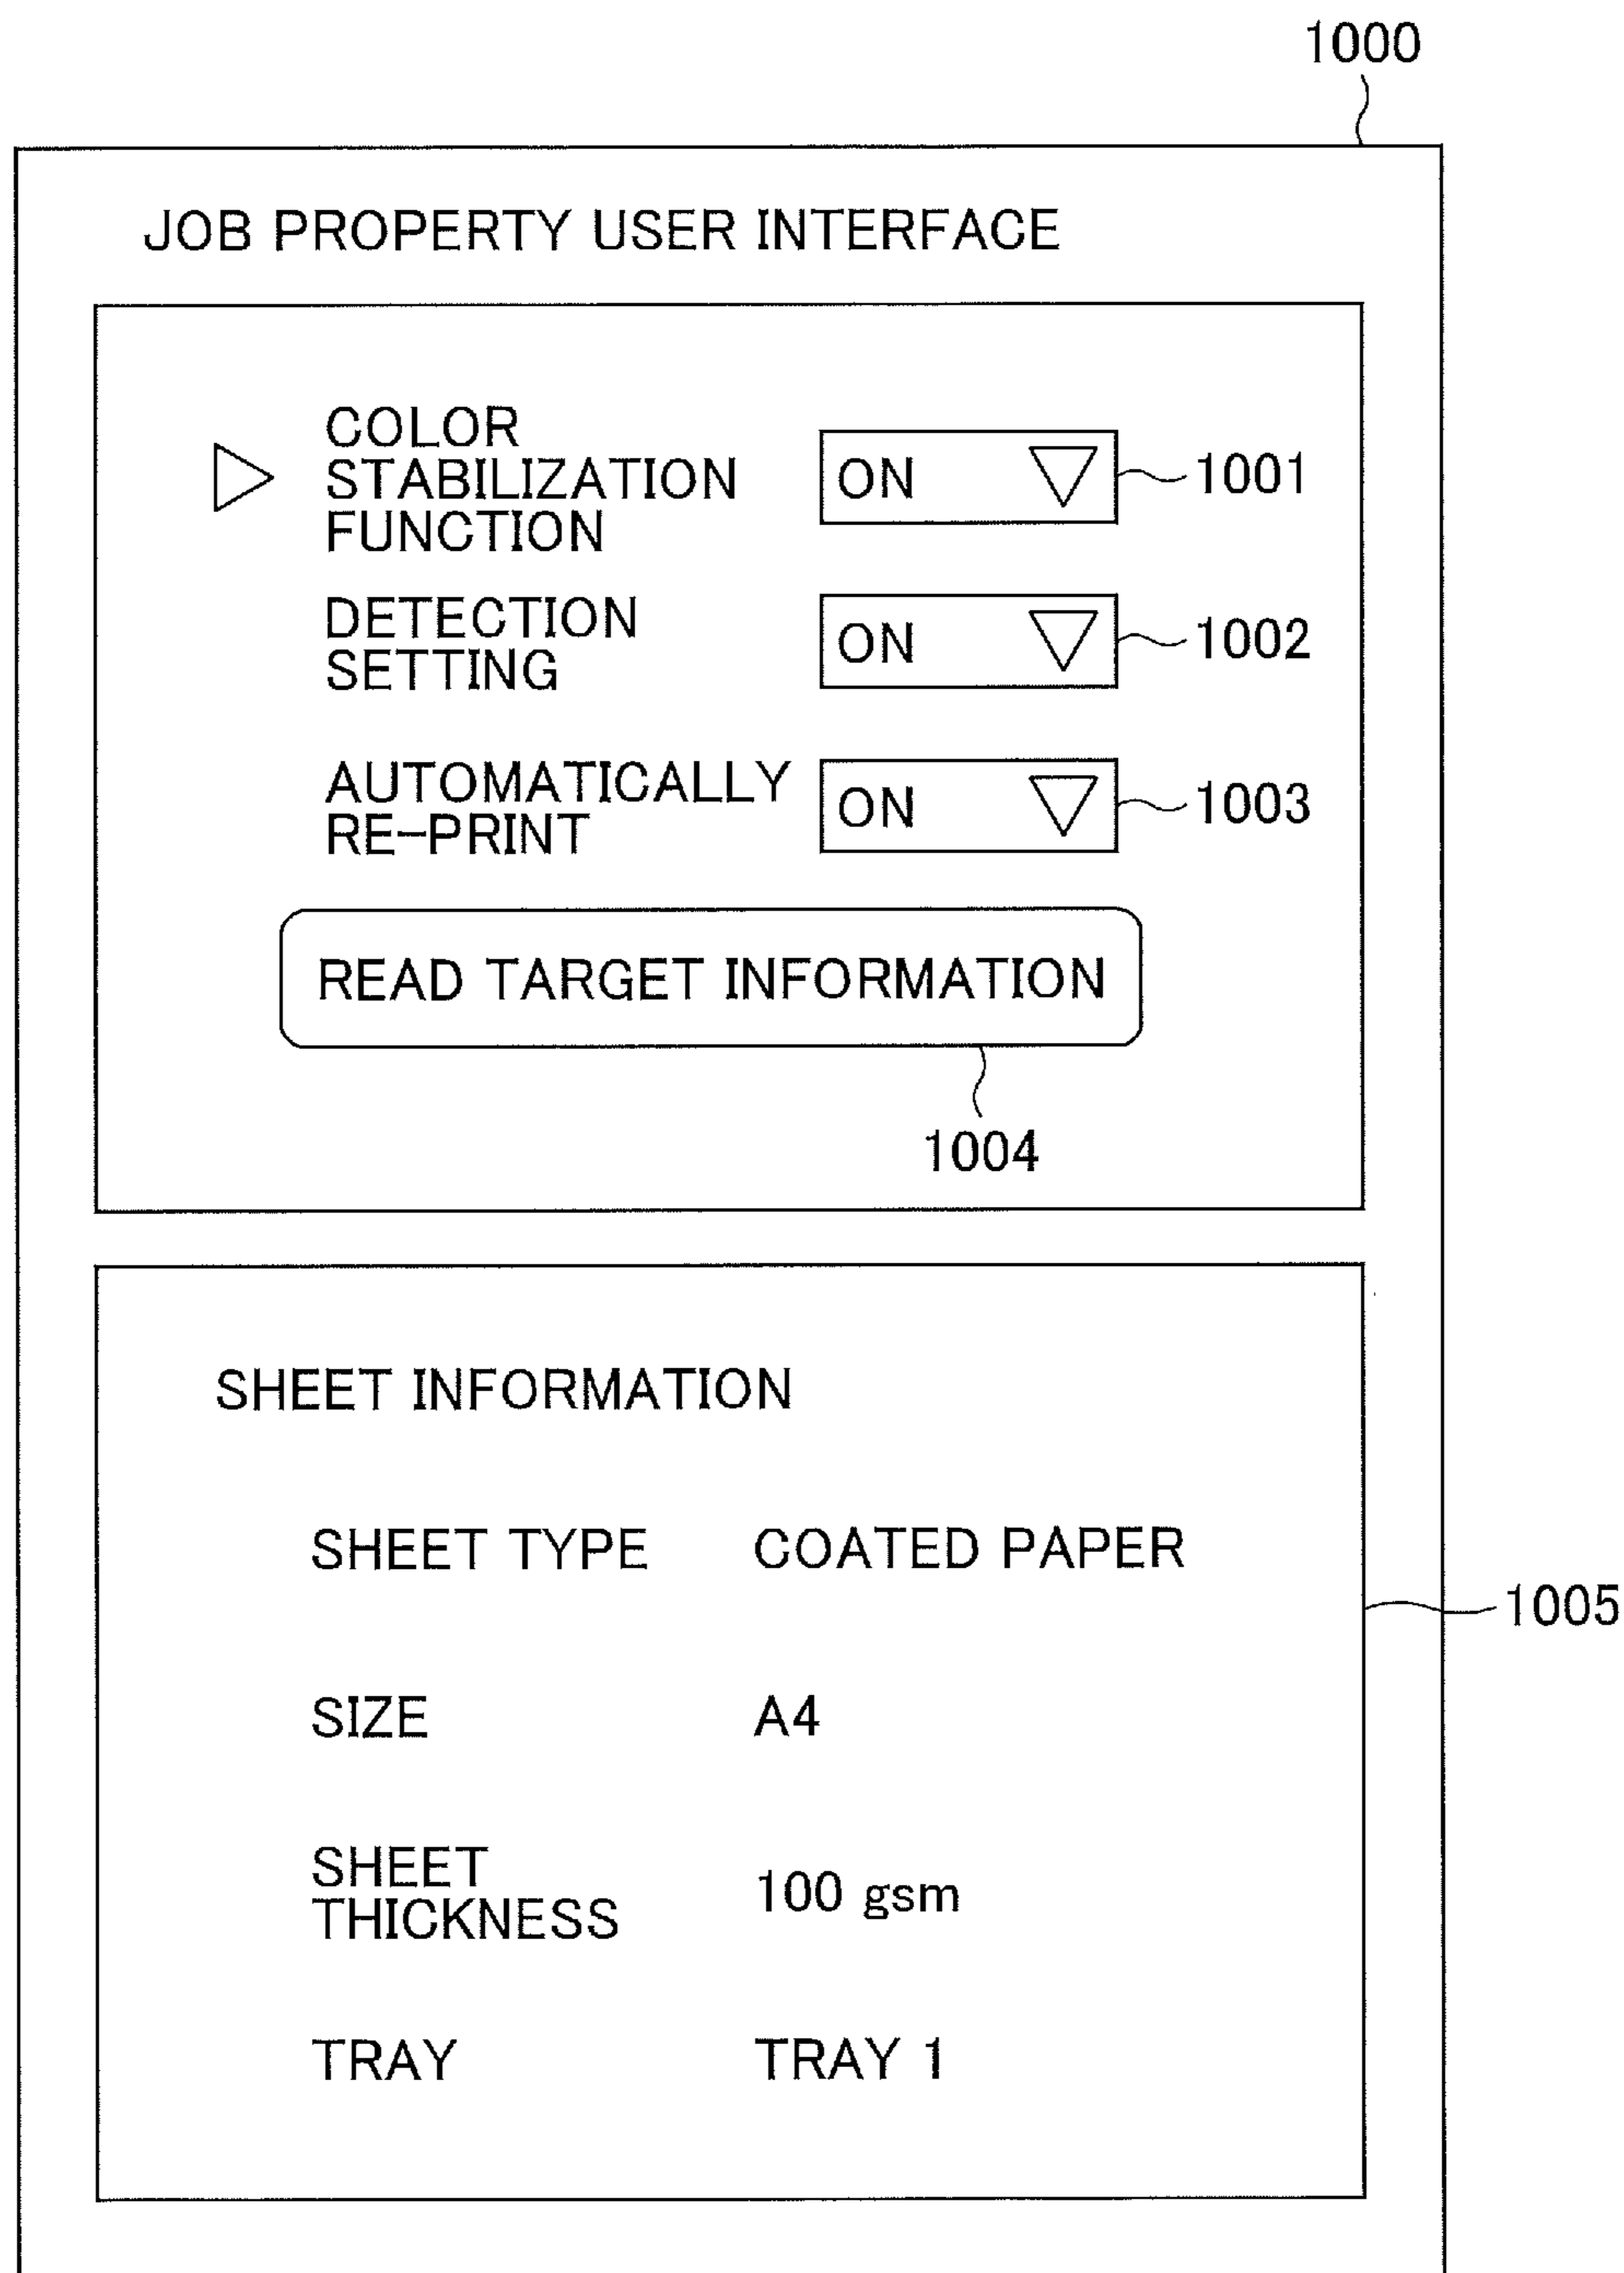 1000
JOB PROPERTY USER INTERFACE
COLOR
STABILIZATION
FUNCTION
ON
1001
DETECTION
SETTING
ON
1002
AUTOMATICALLY
RE-PRINT
ON
1003
READ TARGET INFORMATION
1004
SHEET INFORMATION
SHEET TYPE COATED PAPER
1005
SIZE A4
SHEET
THICKNESS
100 gsm
TRAY TRAY 1